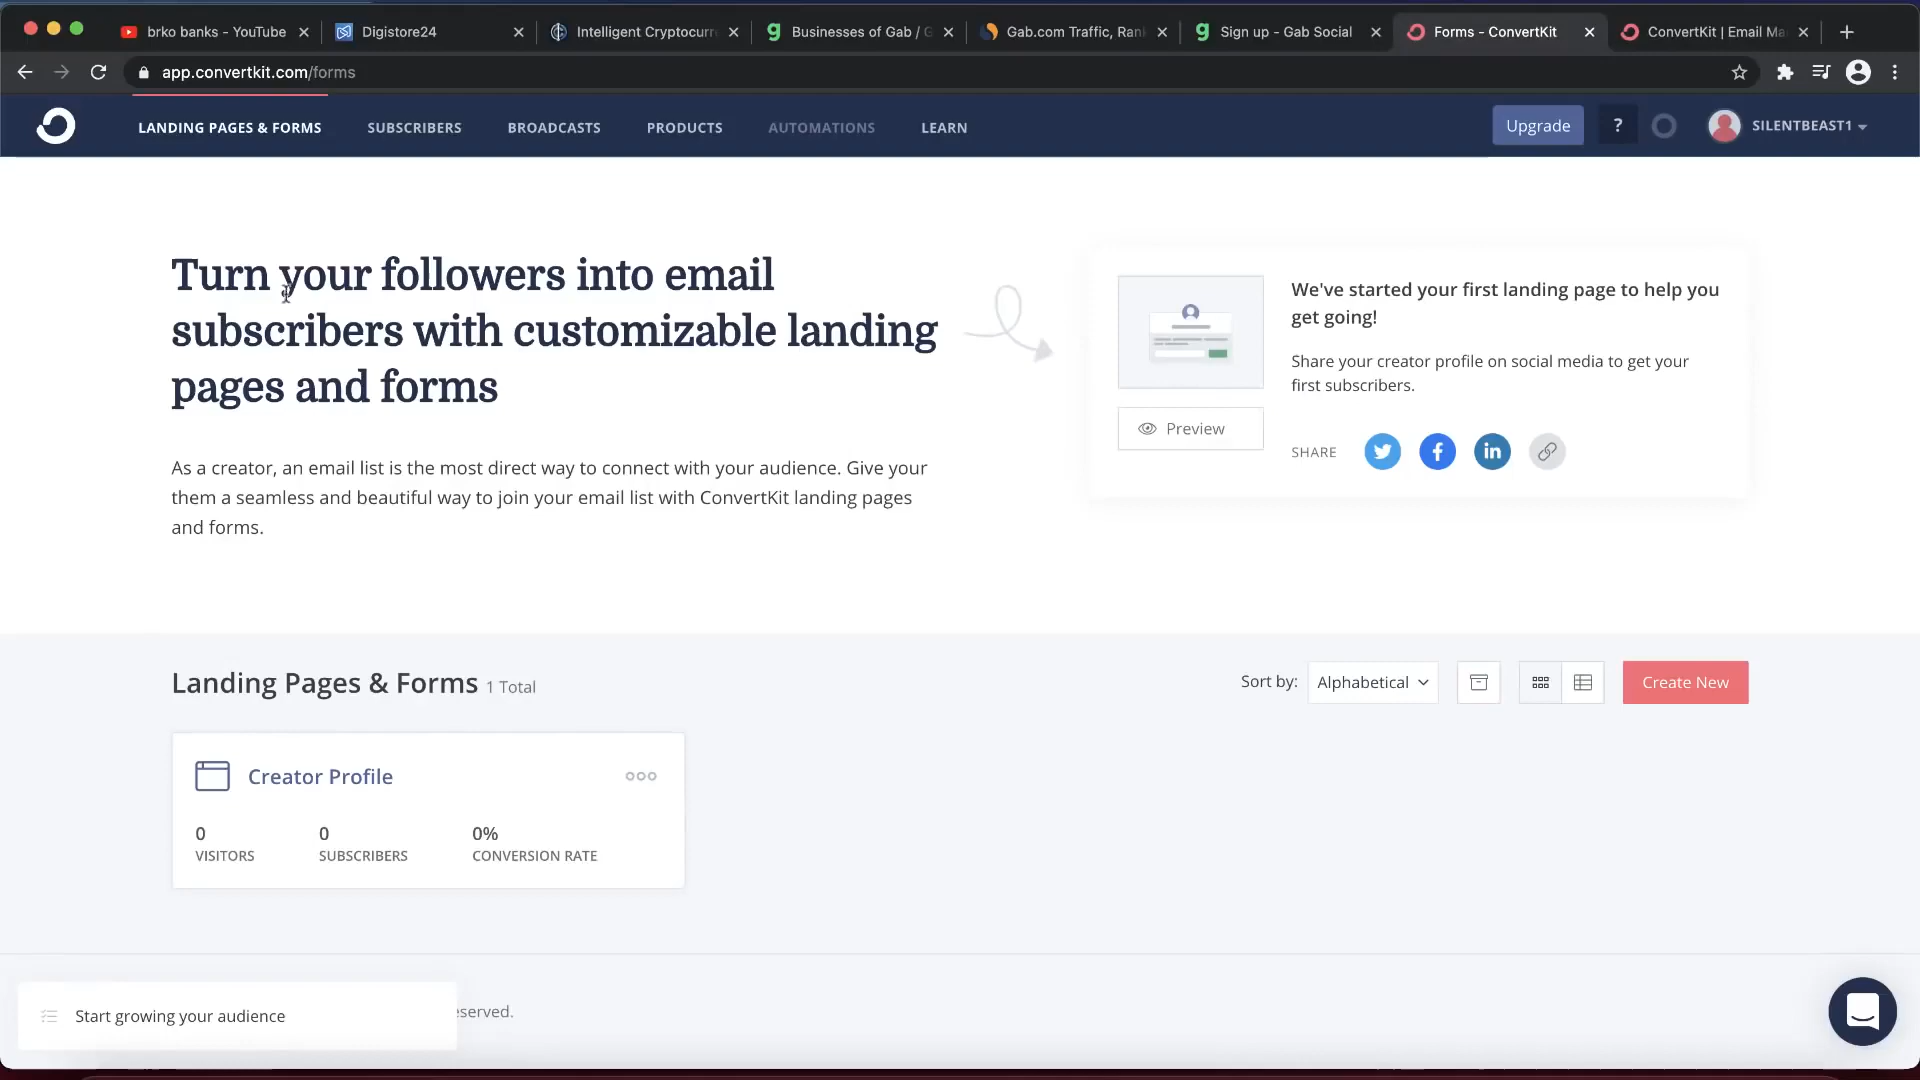 brko banks - YouTube
Digistore24
Intelligent Cryptocurr
Businesses of Gab / G
Gab.com Traffic, Ran
Sign up - Gab Social
Forms - ConvertKit
ConvertKit | Email Ma
app.convertkit.com/forms
LANDING PAGES & FORMS
SUBSCRIBERS
BROADCASTS
PRODUCTS
AUTOMATIONS
LEARN
Upgrade
?
SILENTBEAST1
Turn your followers into email
subscribers with customizable landing
pages and forms
As a creator, an email list is the most direct way to connect with your audience. Give your
them a seamless and beautiful way to join your email list with ConvertKit landing pages
and forms.
We've started your first landing page to help you
get going!
Share your creator profile on social media to get your
first subscribers.
Preview
SHARE
Landing Pages & Forms 1 Total
Sort by: Alphabetical
Create New
Creator Profile
0 0 0%
VISITORS SUBSCRIBERS CONVERSION RATE
Start growing your audience
eserved.